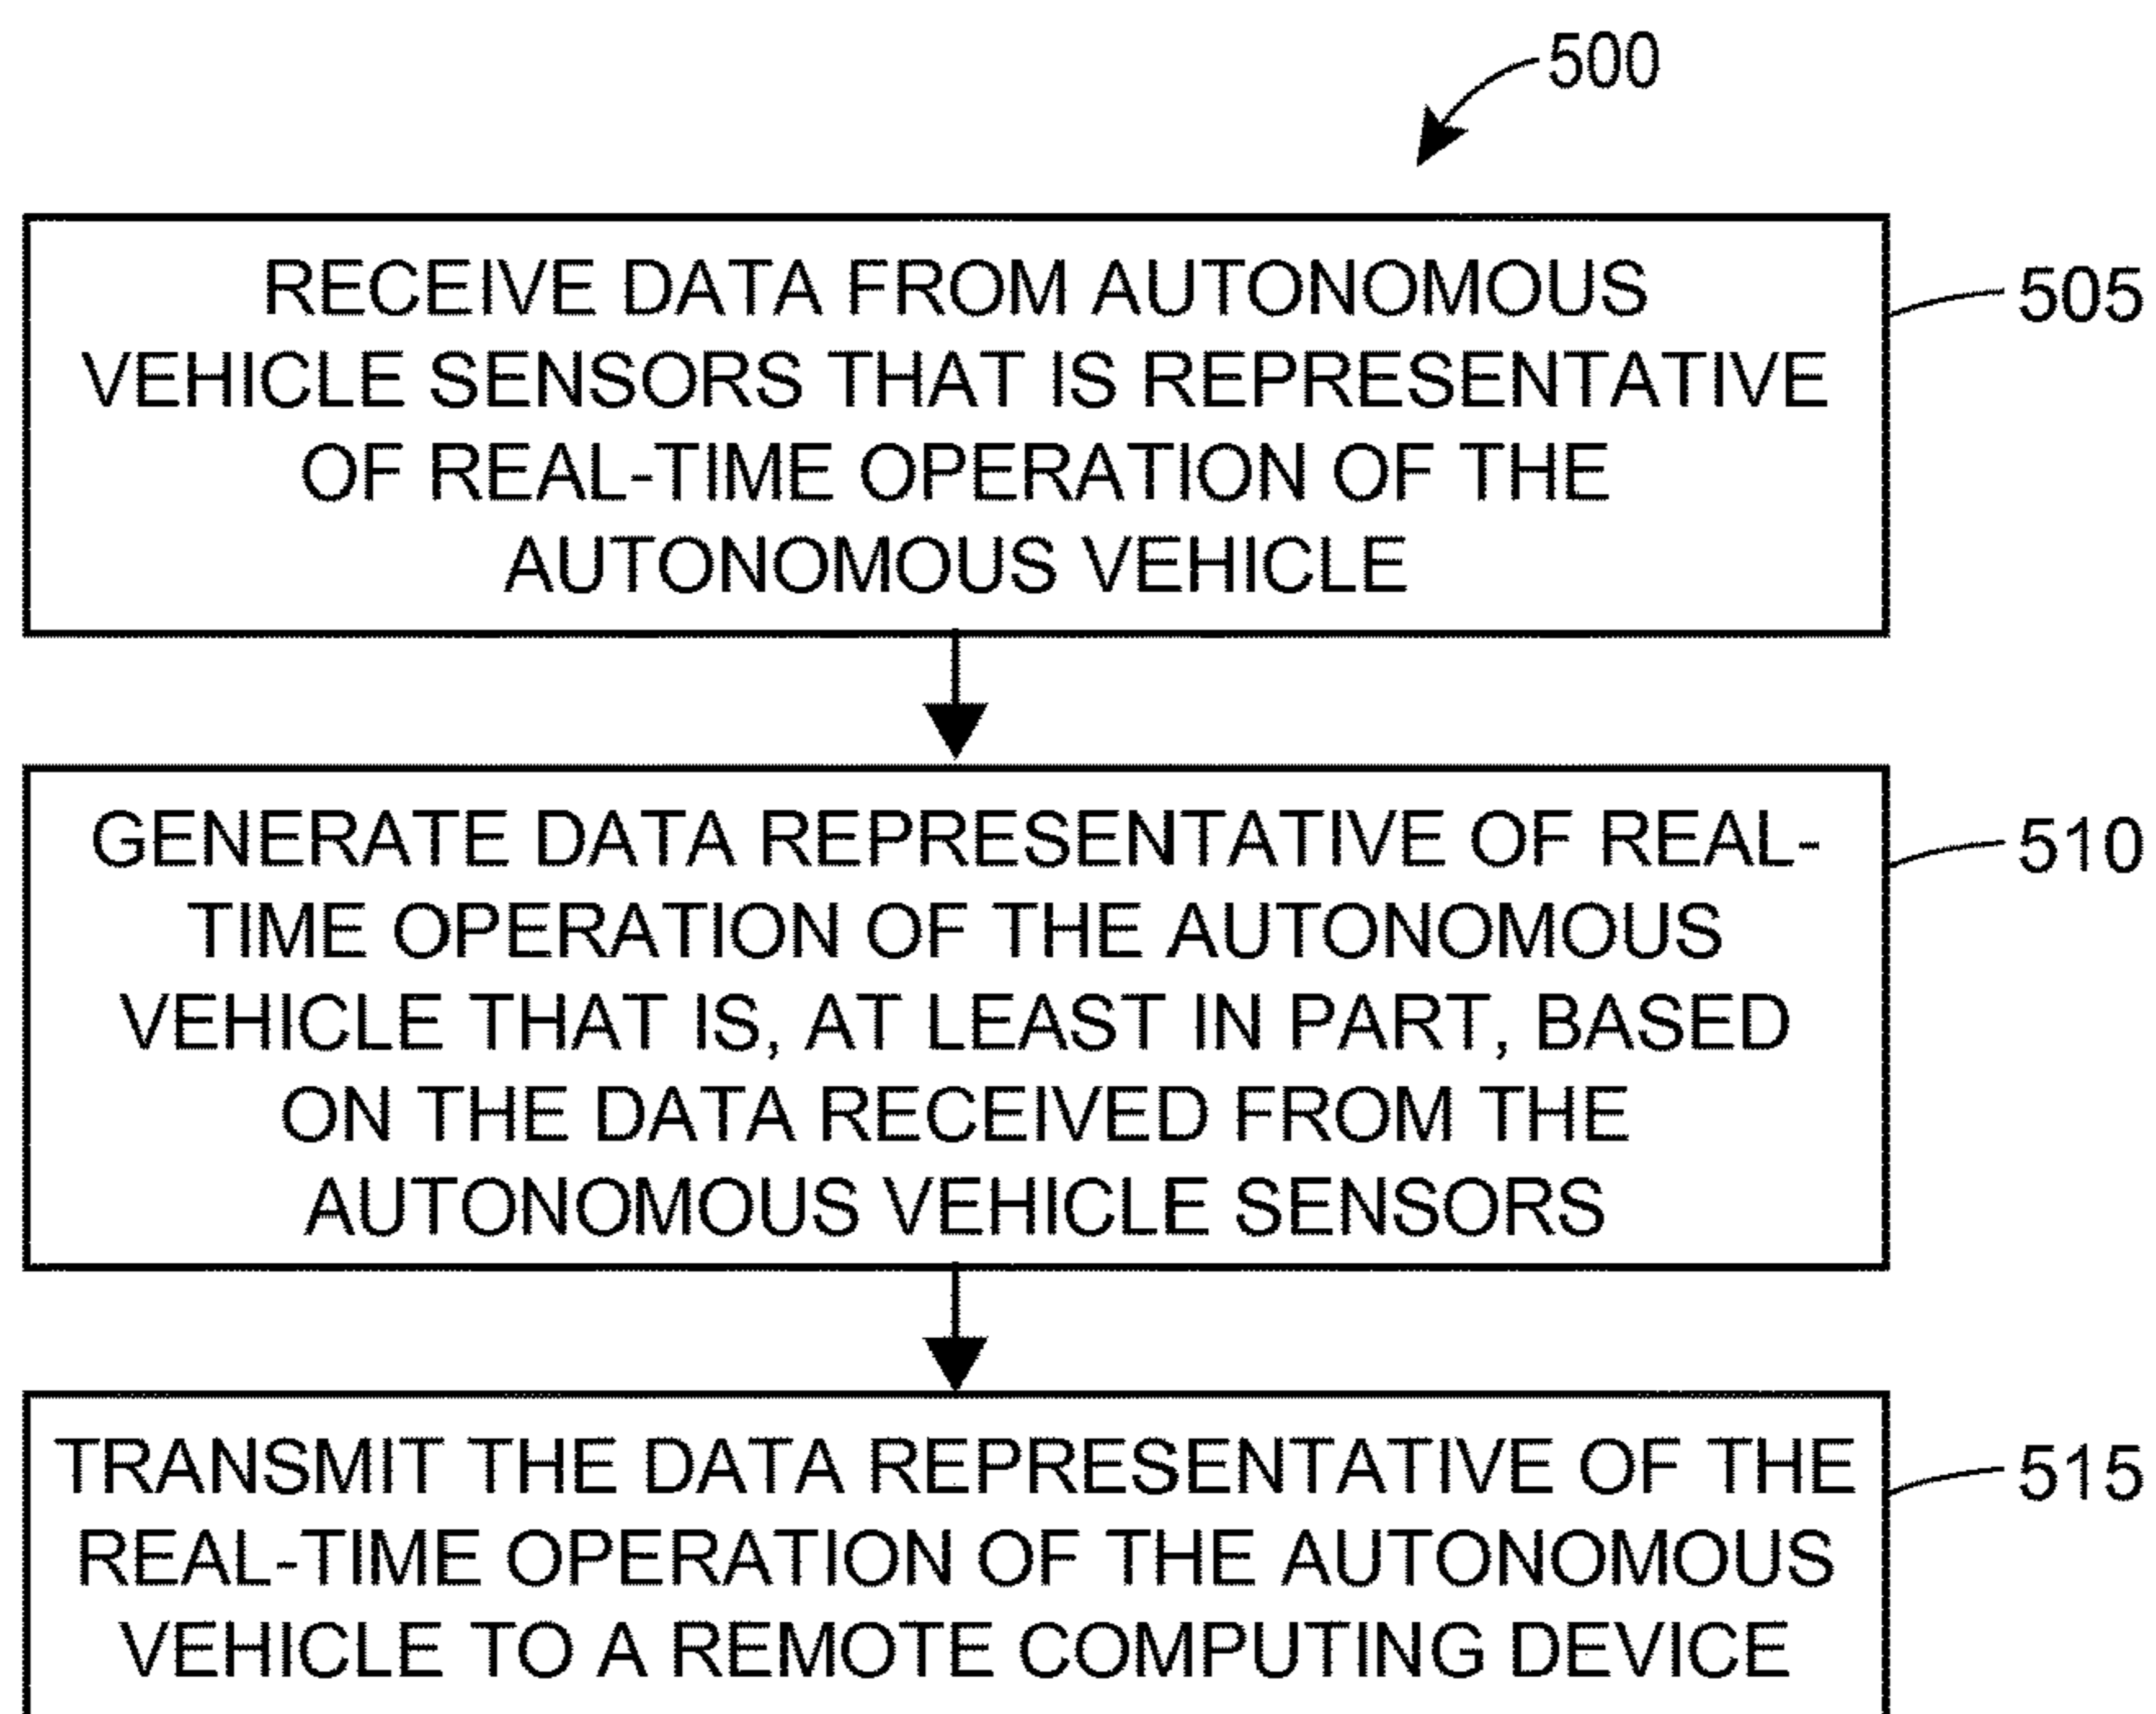 500
RECEIVE DATA FROM AUTONOMOUS
VEHICLE SENSORS THAT IS REPRESENTATIVE
OF REAL-TIME OPERATION OF THE
AUTONOMOUS VEHICLE
505
GENERATE DATA REPRESENTATIVE OF REAL-
TIME OPERATION OF THE AUTONOMOUS
VEHICLE THAT IS, AT LEAST IN PART, BASED
ON THE DATA RECEIVED FROM THE
AUTONOMOUS VEHICLE SENSORS
510
TRANSMIT THE DATA REPRESENTATIVE OF THE
REAL-TIME OPERATION OF THE AUTONOMOUS
VEHICLE TO A REMOTE COMPUTING DEVICE
515